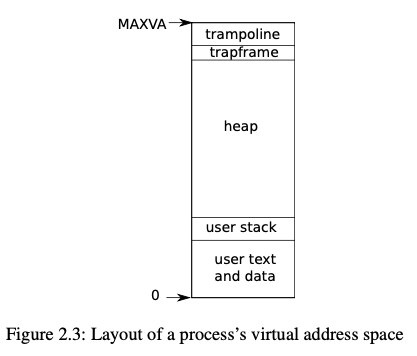 MAXVA
trampoline
trapframe
heap
user stack
user text
and data
0
Figure 2.3: Layout of a process’s virtual address space